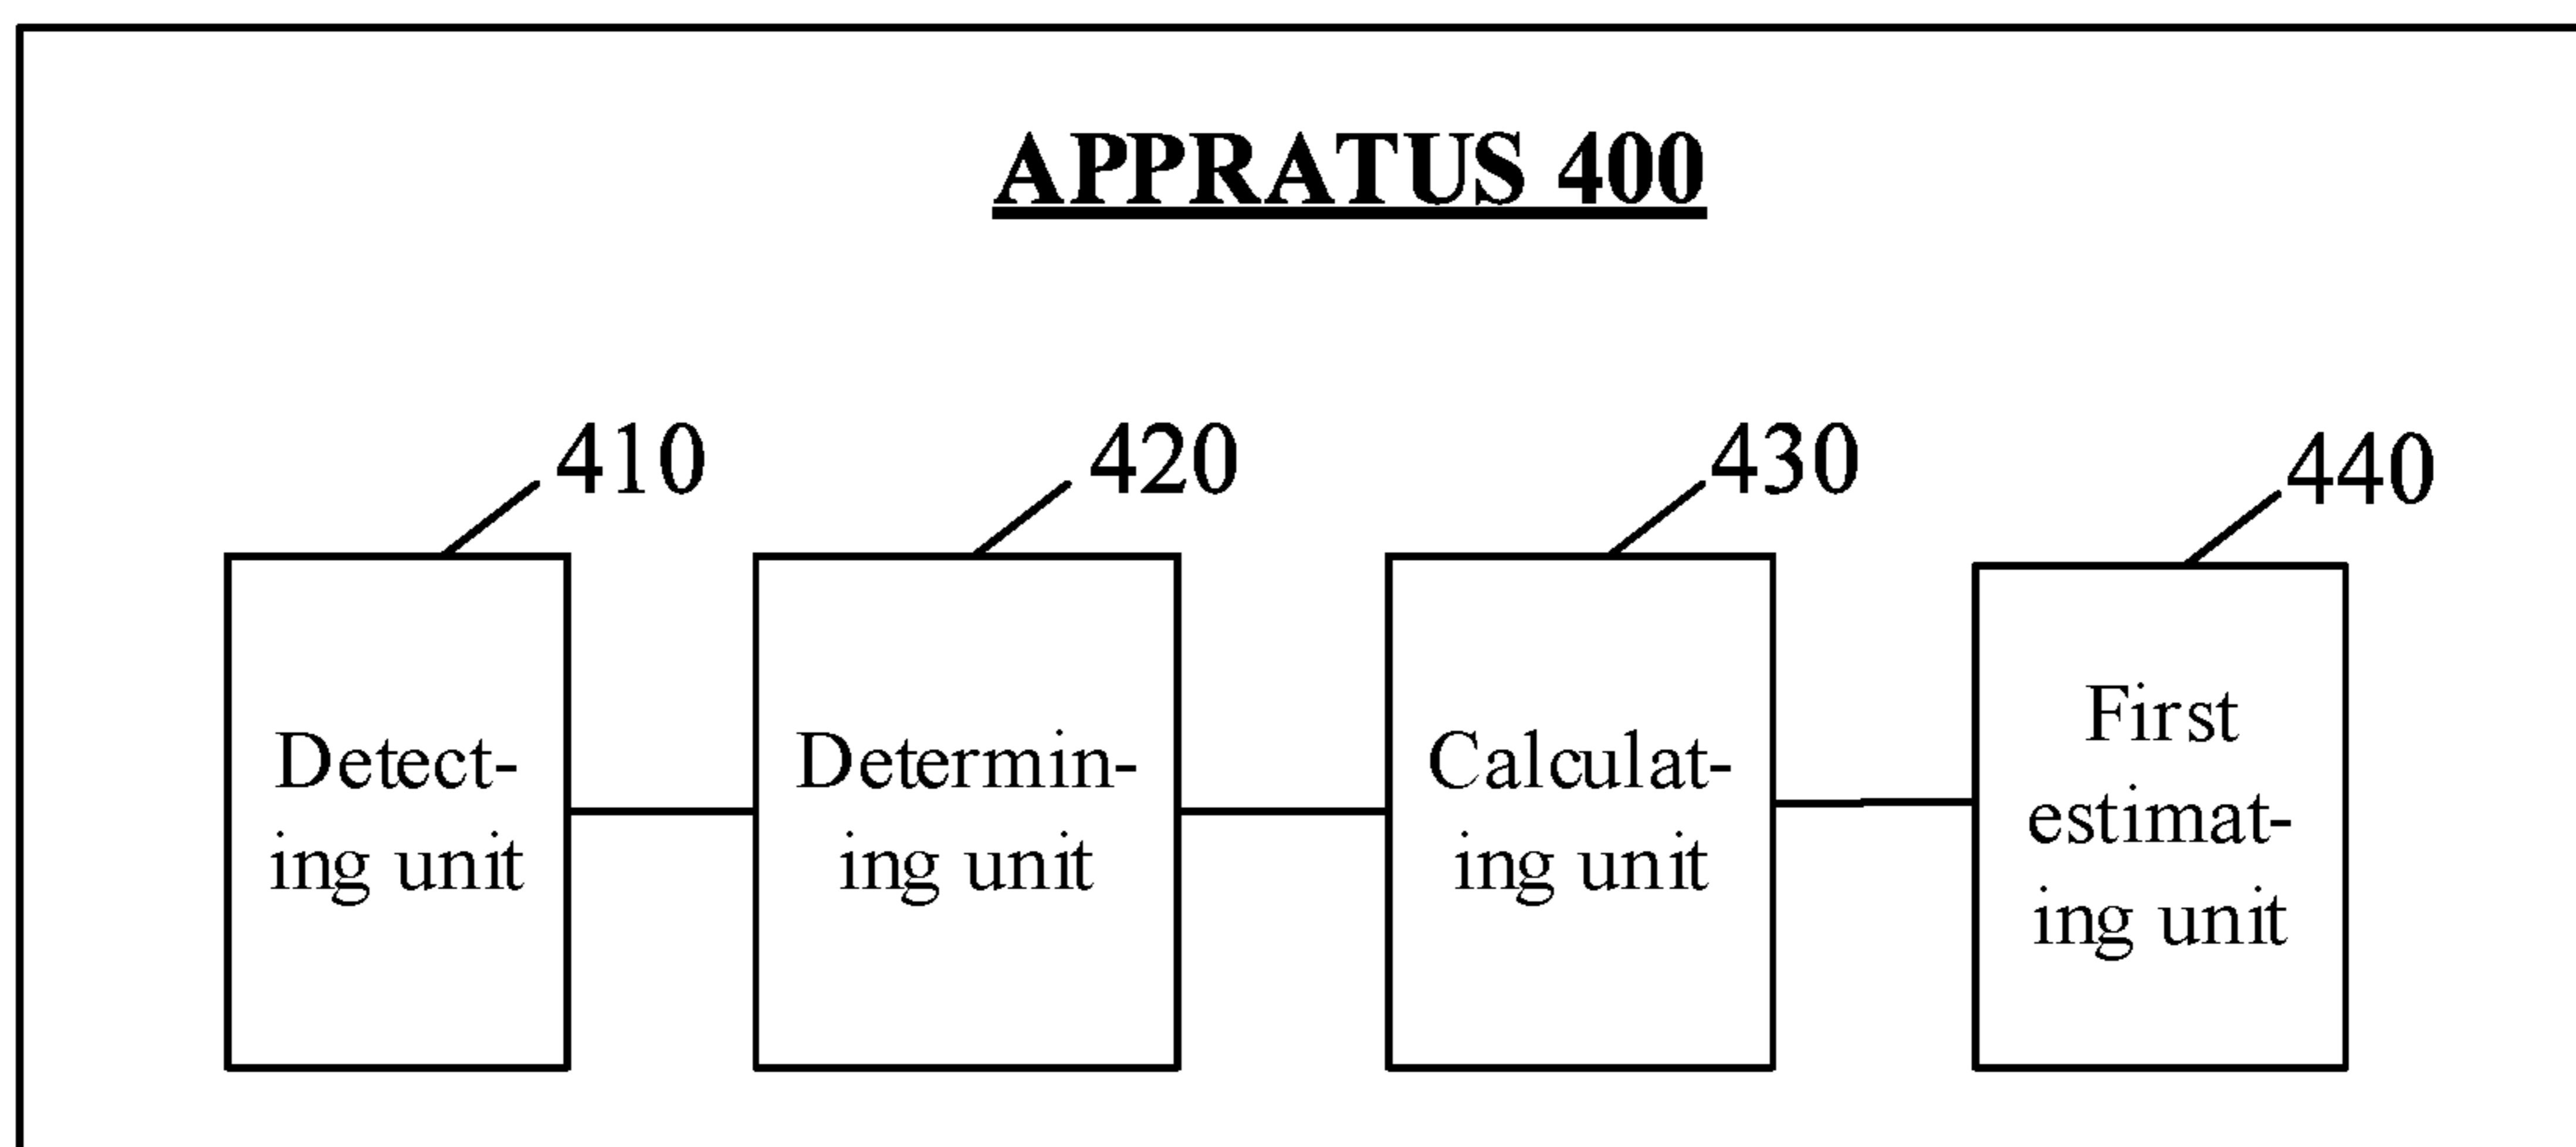 APPRATUS 400
410
420
430
440
Detect-
ing unit
Determin-
ing unit
Calculat-
ing unit
First
estimat-
ing unit